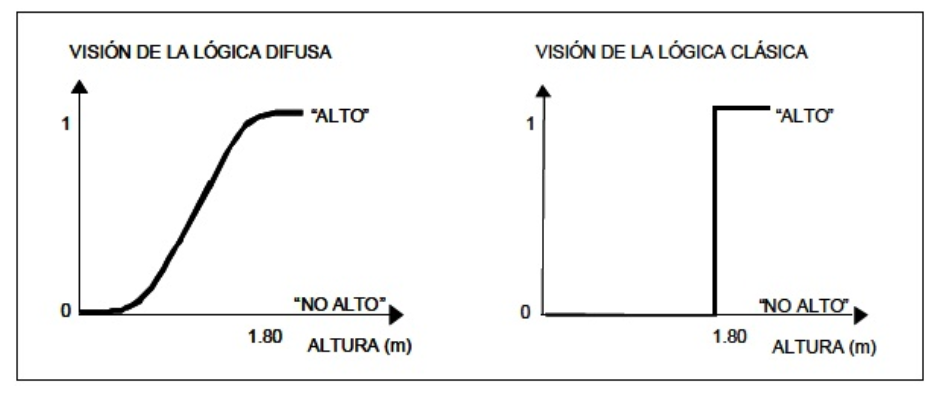 VISIÓN DE LA LÓGICA DIFUSA
1
"ALTO"
0
"NO ALTO"
1.80
ALTURA (m)
VISIÓN DE LA LÓGICA CLÁSICA
1
"ALTO"
0
"NO ALTO"
1.80
ALTURA (m)